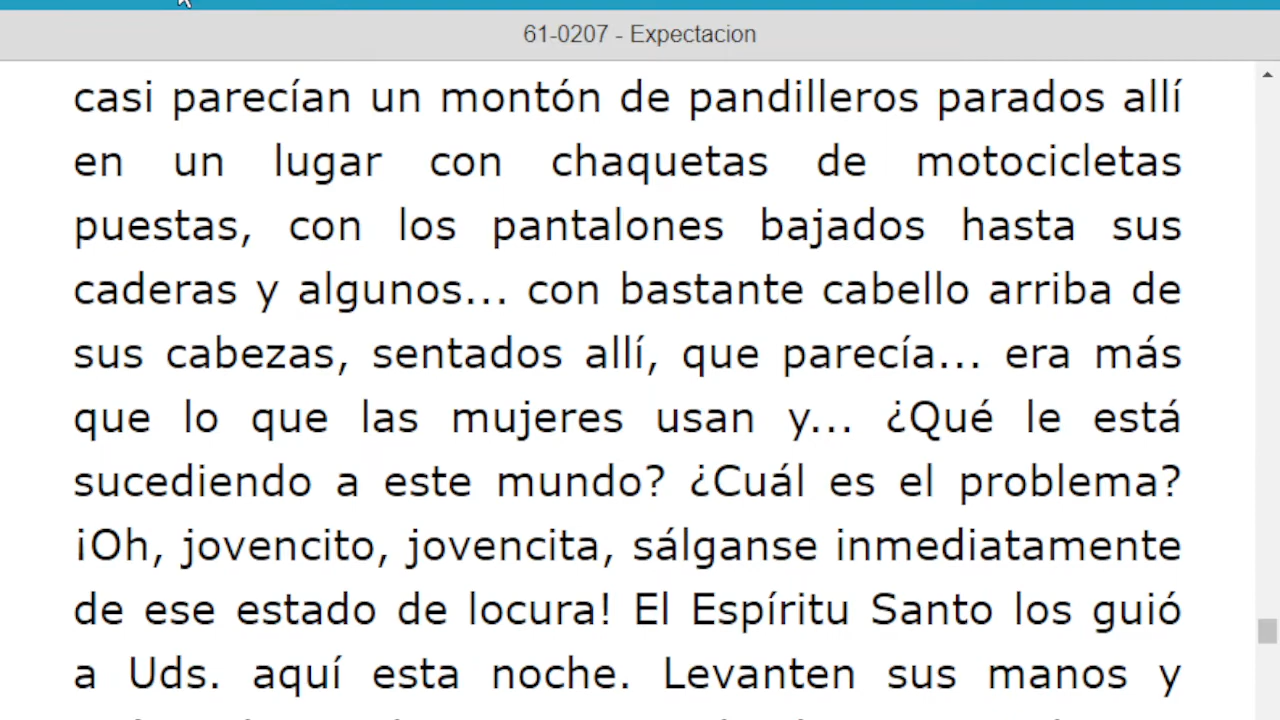 61-0207 - Expectacion
casi parecían un montón de pandilleros parados allí
en un lugar con chaquetas de motocicletas
puestas, con los pantalones bajados hasta sus
caderas y algunos... con bastante cabello arriba de
sus cabezas, sentados allí, que parecía... era más
que lo que las mujeres usan y... ¿Qué le está
sucediendo a este mundo? ¿Cuál es el problema?
¡Oh, jovencito, jovencita, sálganse inmediatamente
de ese estado de locura! El Espíritu Santo los guió
a Uds. aquí esta noche. Levanten sus manos y